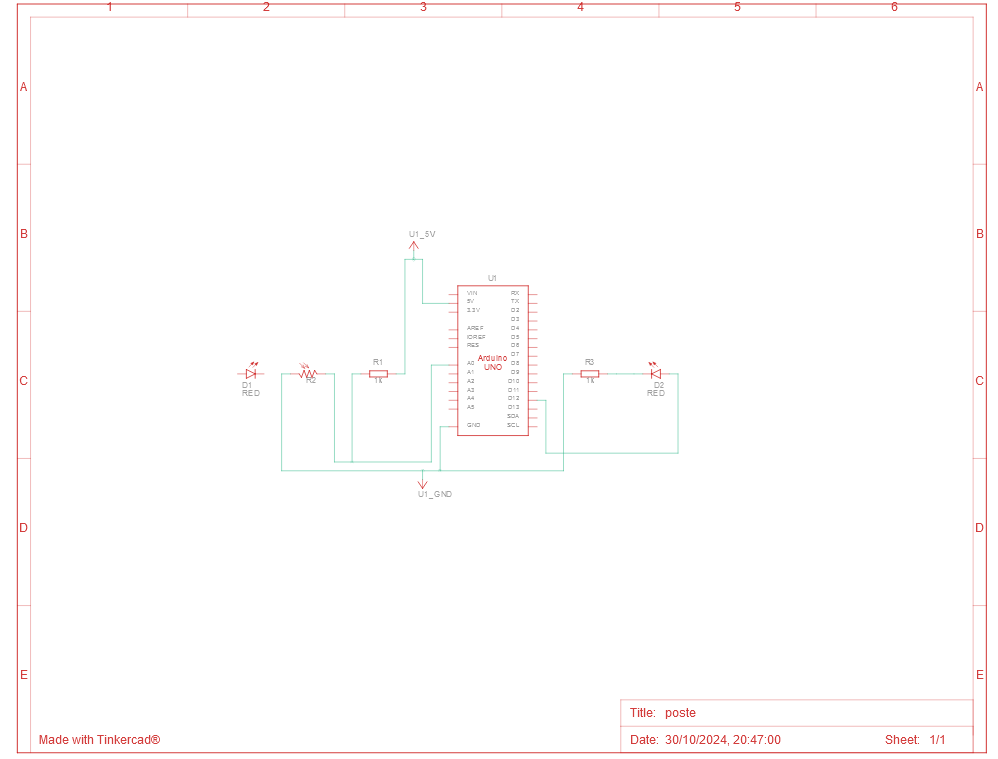 1 2 3 4 5 6
A A
B B
C C
D D
E E
U1_5V
U1
VIN RX
5V TX
3.3V D2
D3
AREF D4
IOREF D5
RES D6
D7
A0 D8
A1 D9
A2 D10
A3 D11
A4 D12
A5 D13
SDA
GND SCL
Arduino
UNO
D1
RED
R2
R1
1k
R3
1k
D2
RED
U1_GND
Title: poste
Date: 30/10/2024, 20:47:00 Sheet: 1/1
Made with Tinkercad®